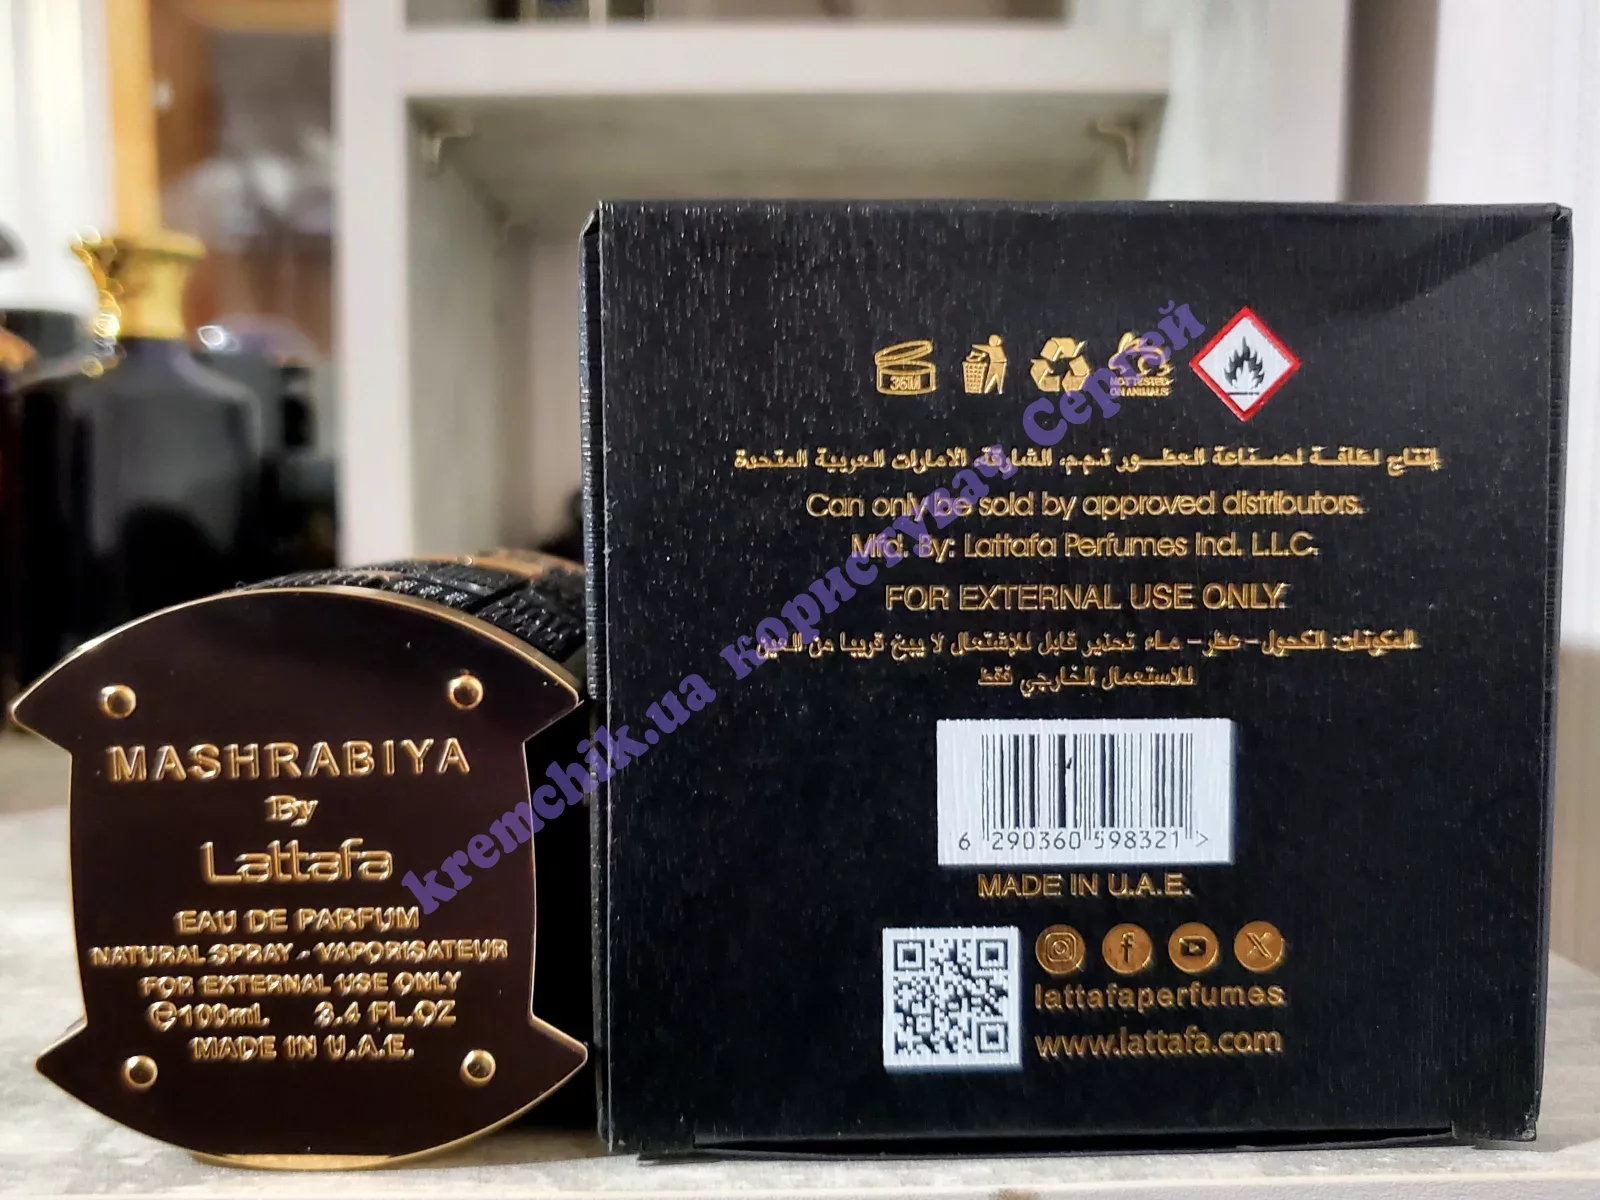 MASHRABIYA
By
Lattafa
EAU DE PARFUM
NATURAL SPRAY - VAPORISATEUR
FOR EXTERNAL USE ONLY
℮100ml. 3.4 FL.OZ
MADE IN U.A.E.
36M
NOT TESTED
ON ANIMALS
إنتاج لطافة لصناعة العطور ذ.م.م. الشارقة. الامارات العربية المتحدة
Can only be sold by approved distributors.
Mfd. By: Lattafa Perfumes Ind. L.L.C.
FOR EXTERNAL USE ONLY.
المكونات: الكحول-عطر- ماء تحذير قابل للإشتعال لا يبخ قريبا من العين
للاستعمال الخارجي فقط
6 290360 598321 >
MADE IN U.A.E.
lattafaperfumes
www.lattafa.com
kremchik.ua користувач Сергей